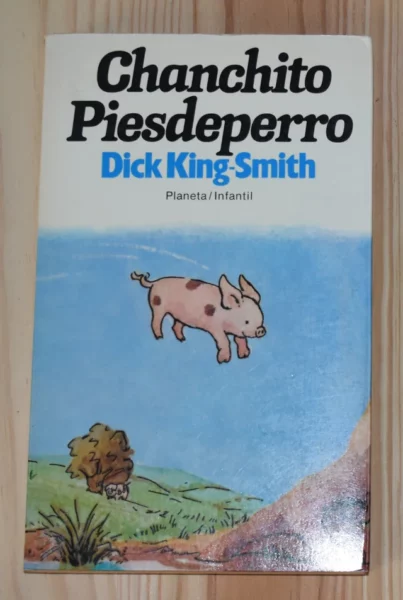 Chanchito
Piesdeperro
Dick King-Smith
Planeta/Infantil